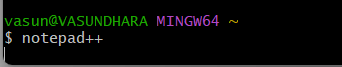 vasun@VASUNDHARA MINGW64 ~
$ notepad++